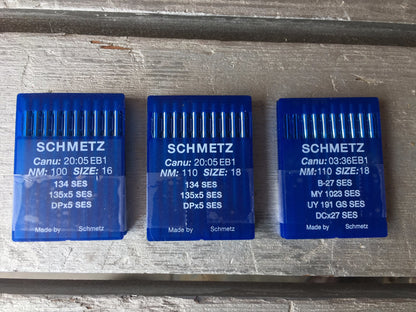 SCHMETZ
Canu: 20:05 EB1
NM: 100 SIZE: 16
134 SES
135x5 SES
DPx5 SES
Made by Schmetz
SCHMETZ
Canu: 20:05 EB1
NM: 110 SIZE: 18
134 SES
135x5 SES
DPx5 SES
Made by Schmetz
SCHMETZ
Canu: 03:36EB1
NM: 110 SIZE: 18
B-27 SES
MY 1023 SES
UY 191 GS SES
DCx27 SES
Made by Schmetz